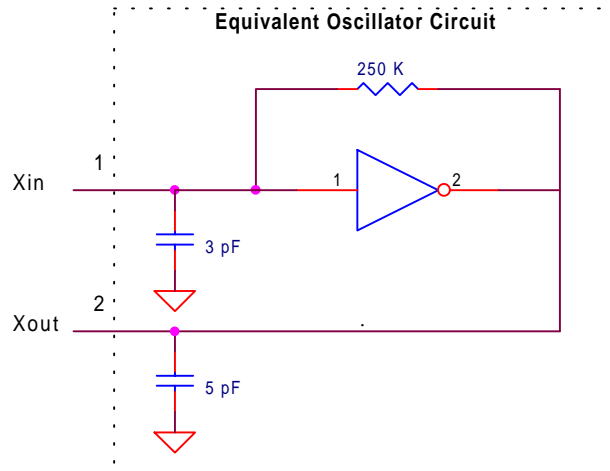 Equivalent Oscillator Circuit
250 K
1
Xin
1
2
3 pF
2
Xout
5 pF